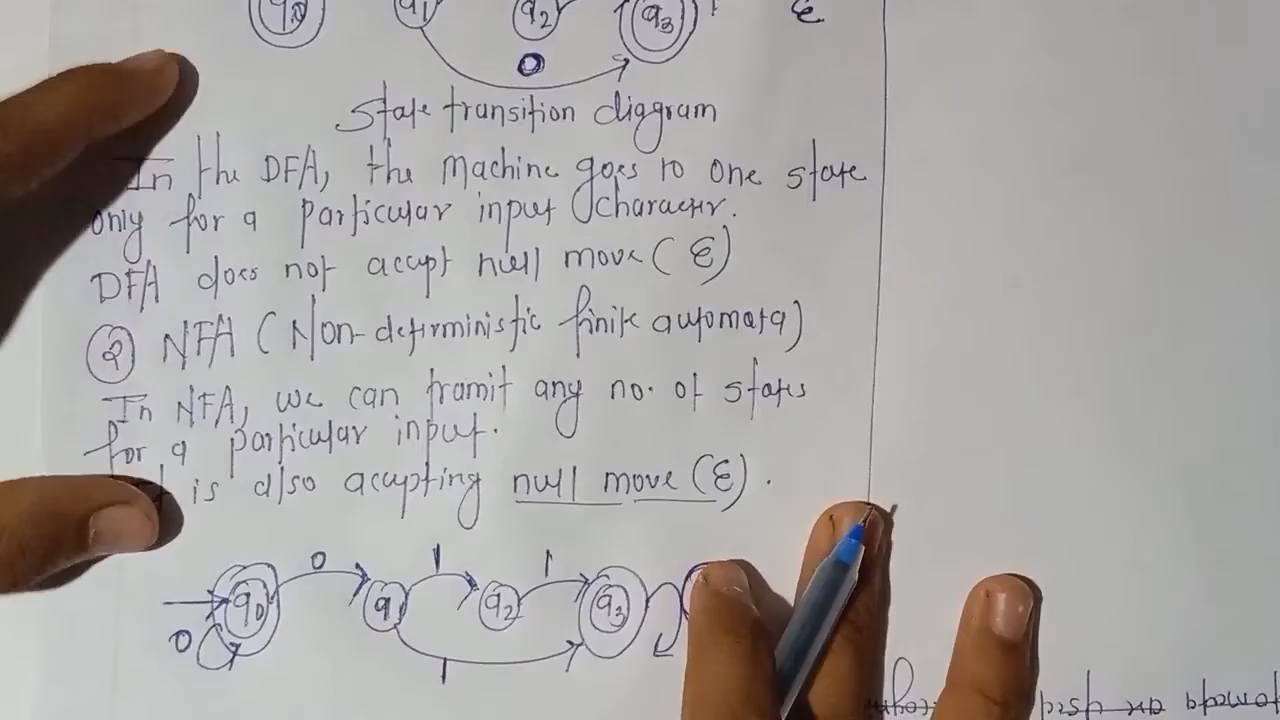 q0 q1 q2 q3 ε
0
State transition diagram
In the DFA, the machine goes to one state
only for a particular input character.
DFA does not accept null move (ε)
② NFA (Non-deterministic finite automata)
In NFA, we can tramit any no. of states
for a particular input.
is also accepting null move (ε).
0 1 1
q0 q1 q2 q3
0
1